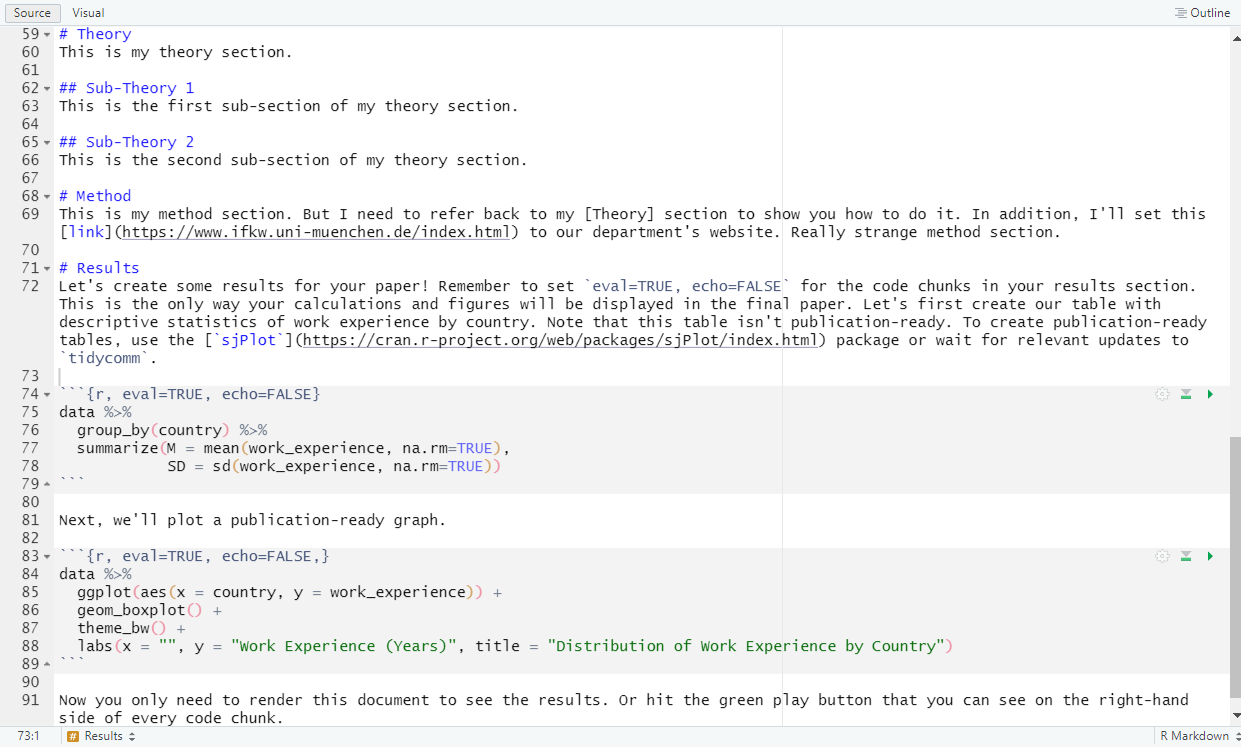 Source Visual Outline
59 # Theory
60 This is my theory section.
61
62 ## Sub-Theory 1
63 This is the first sub-section of my theory section.
64
65 ## Sub-Theory 2
66 This is the second sub-section of my theory section.
67
68 # Method
69 This is my method section. But I need to refer back to my [Theory] section to show you how to do it. In addition, I'll set this
[link](https://www.ifkw.uni-muenchen.de/index.html) to our department's website. Really strange method section.
70
71 # Results
72 Let's create some results for your paper! Remember to set `eval=TRUE, echo=FALSE` for the code chunks in your results section.
This is the only way your calculations and figures will be displayed in the final paper. Let's first create our table with
descriptive statistics of work experience by country. Note that this table isn't publication-ready. To create publication-ready
tables, use the [`sjPlot`](https://cran.r-project.org/web/packages/sjPlot/index.html) package or wait for relevant updates to
`tidycomm`.
73
74 ```{r, eval=TRUE, echo=FALSE}
75 data %>%
76   group_by(country) %>%
77   summarize(M = mean(work_experience, na.rm=TRUE),
78             SD = sd(work_experience, na.rm=TRUE))
79 ```
80
81 Next, we'll plot a publication-ready graph.
82
83 ```{r, eval=TRUE, echo=FALSE,}
84 data %>%
85   ggplot(aes(x = country, y = work_experience)) +
86   geom_boxplot() +
87   theme_bw() +
88   labs(x = "", y = "Work Experience (Years)", title = "Distribution of Work Experience by Country")
89 ```
90
91 Now you only need to render this document to see the results. Or hit the green play button that you can see on the right-hand
side of every code chunk.
73:1 # Results R Markdown